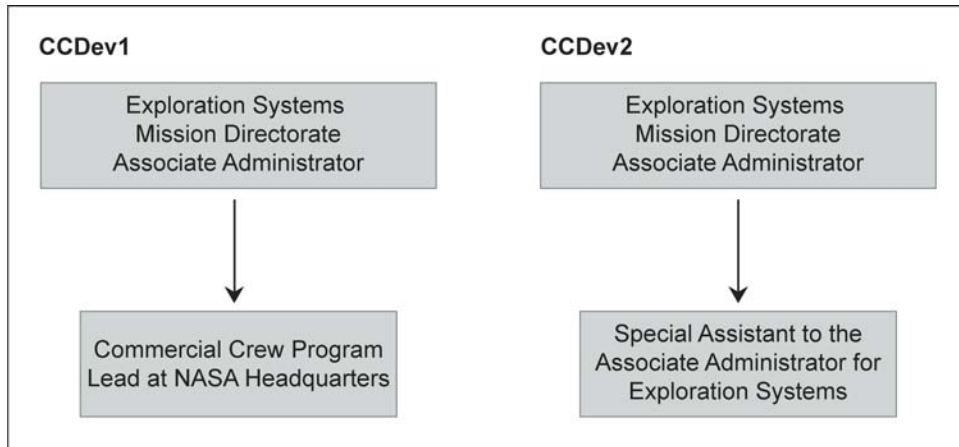 CCDev1
Exploration Systems
Mission Directorate
Associate Administrator
Commercial Crew Program
Lead at NASA Headquarters
CCDev2
Exploration Systems
Mission Directorate
Associate Administrator
Special Assistant to the
Associate Administrator for
Exploration Systems